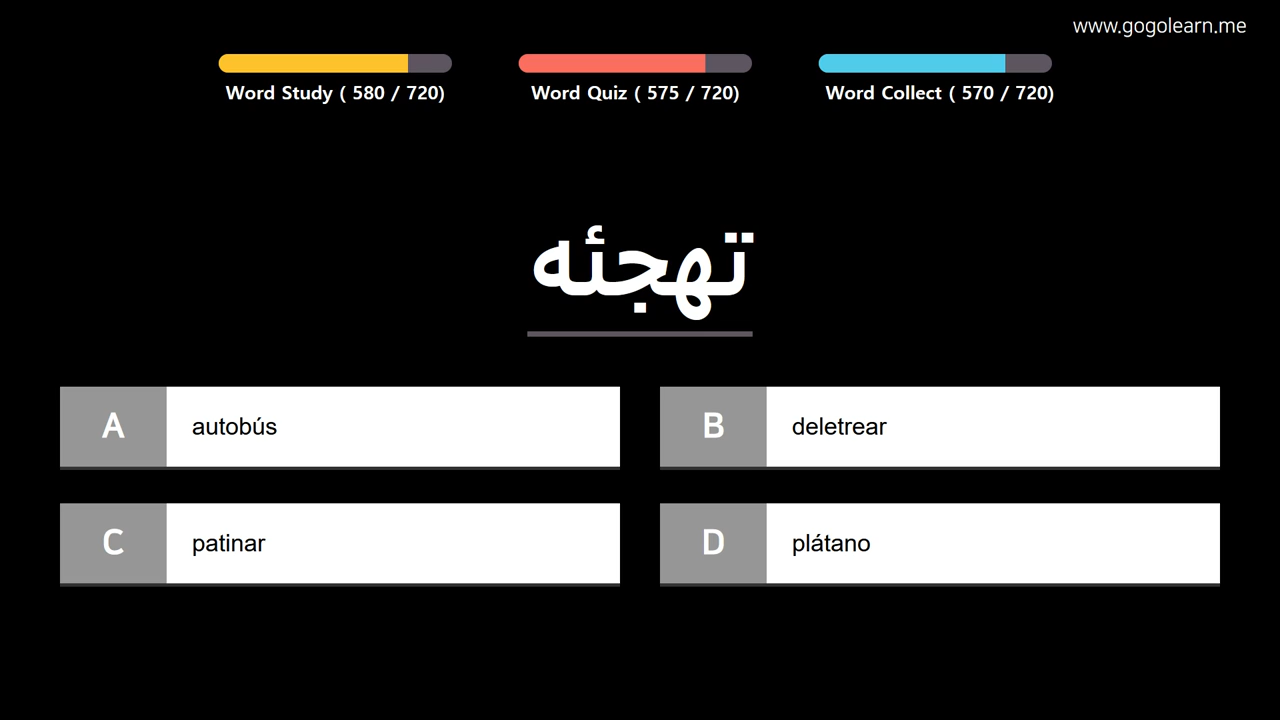 www.gogolearn.me
Word Study ( 580 / 720)
Word Quiz ( 575 / 720)
Word Collect ( 570 / 720)
تهجئه
A autobús
B deletrear
C patinar
D plátano